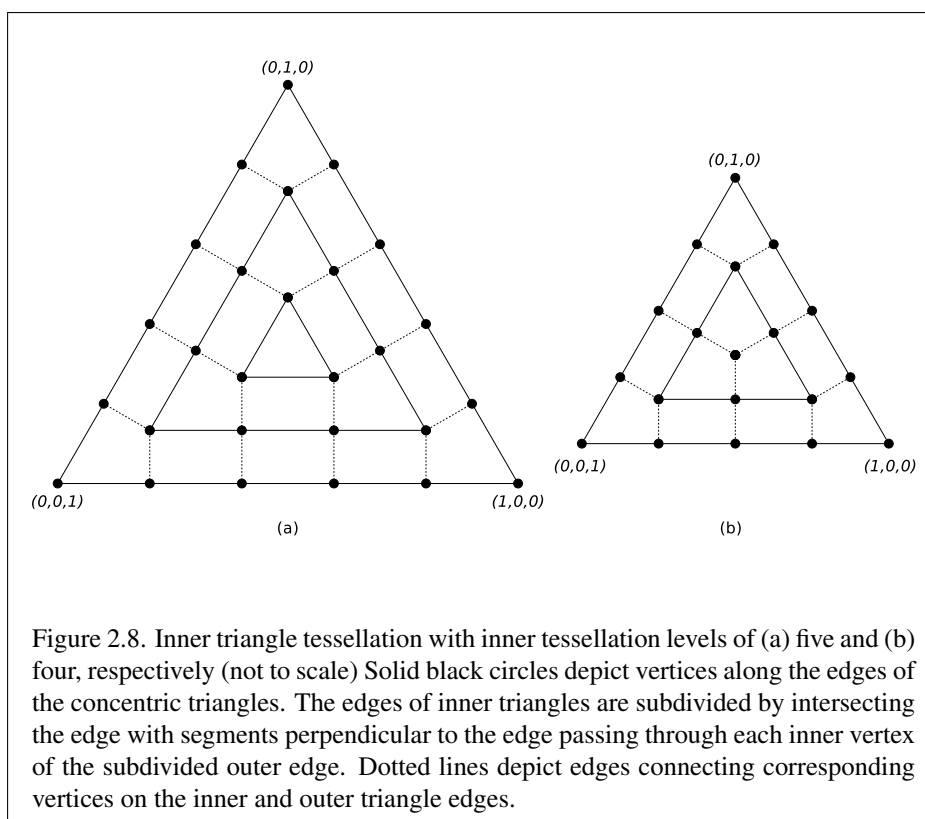 (0,1,0)
(0,1,0)
(0,0,1)
(1,0,0)
(0,0,1)
(1,0,0)
(a)
(b)
Figure 2.8. Inner triangle tessellation with inner tessellation levels of (a) five and (b)
four, respectively (not to scale) Solid black circles depict vertices along the edges of
the concentric triangles. The edges of inner triangles are subdivided by intersecting
the edge with segments perpendicular to the edge passing through each inner vertex
of the subdivided outer edge. Dotted lines depict edges connecting corresponding
vertices on the inner and outer triangle edges.